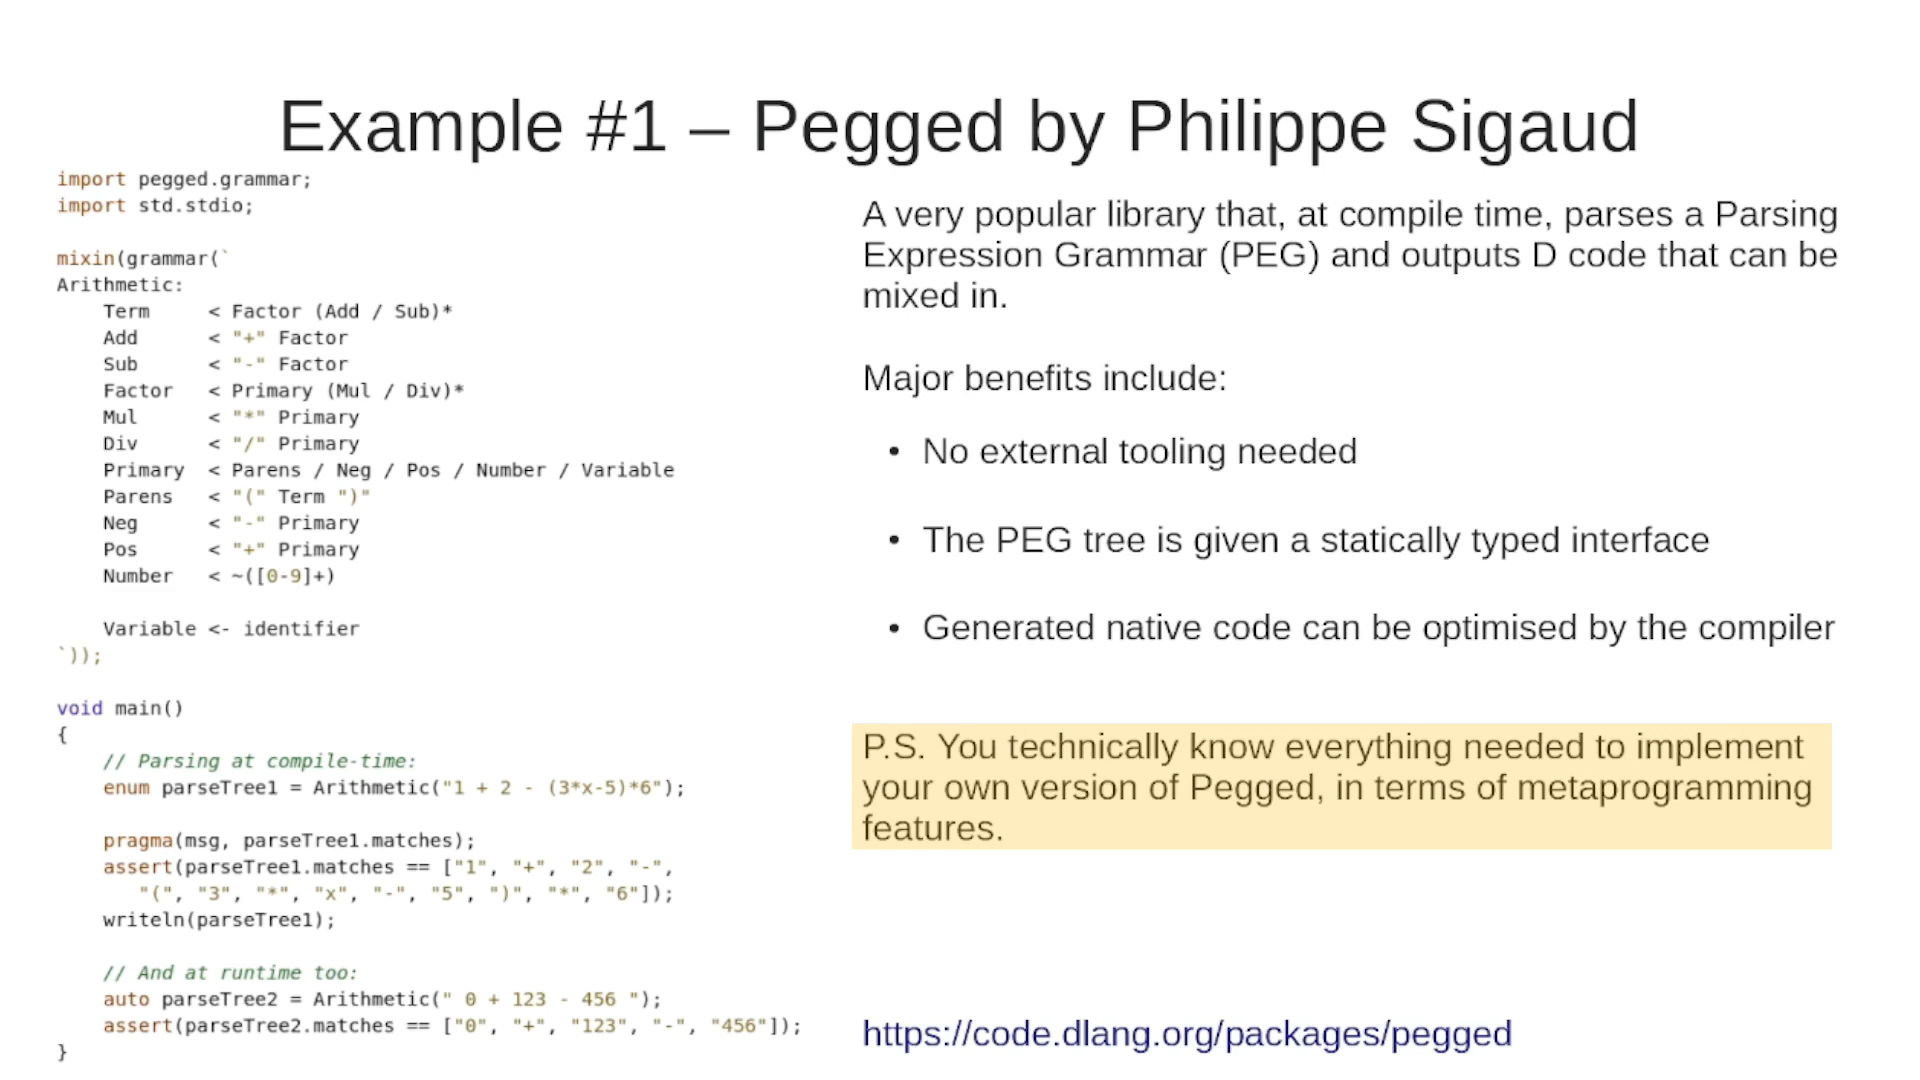 Example #1 – Pegged by Philippe Sigaud
import pegged.grammar;
import std.stdio;

mixin(grammar(`
Arithmetic:
    Term     < Factor (Add / Sub)*
    Add      < "+" Factor
    Sub      < "-" Factor
    Factor   < Primary (Mul / Div)*
    Mul      < "*" Primary
    Div      < "/" Primary
    Primary  < Parens / Neg / Pos / Number / Variable
    Parens   < "(" Term ")"
    Neg      < "-" Primary
    Pos      < "+" Primary
    Number   < ~([0-9]+)

    Variable <- identifier
`));

void main()
{
    // Parsing at compile-time:
    enum parseTree1 = Arithmetic("1 + 2 - (3*x-5)*6");

    pragma(msg, parseTree1.matches);
    assert(parseTree1.matches == ["1", "+", "2", "-",
       "(", "3", "*", "x", "-", "5", ")", "*", "6"]);
    writeln(parseTree1);

    // And at runtime too:
    auto parseTree2 = Arithmetic(" 0 + 123 - 456 ");
    assert(parseTree2.matches == ["0", "+", "123", "-", "456"]);
}
A very popular library that, at compile time, parses a Parsing
Expression Grammar (PEG) and outputs D code that can be
mixed in.

Major benefits include:
• No external tooling needed
• The PEG tree is given a statically typed interface
• Generated native code can be optimised by the compiler

P.S. You technically know everything needed to implement
your own version of Pegged, in terms of metaprogramming
features.

https://code.dlang.org/packages/pegged